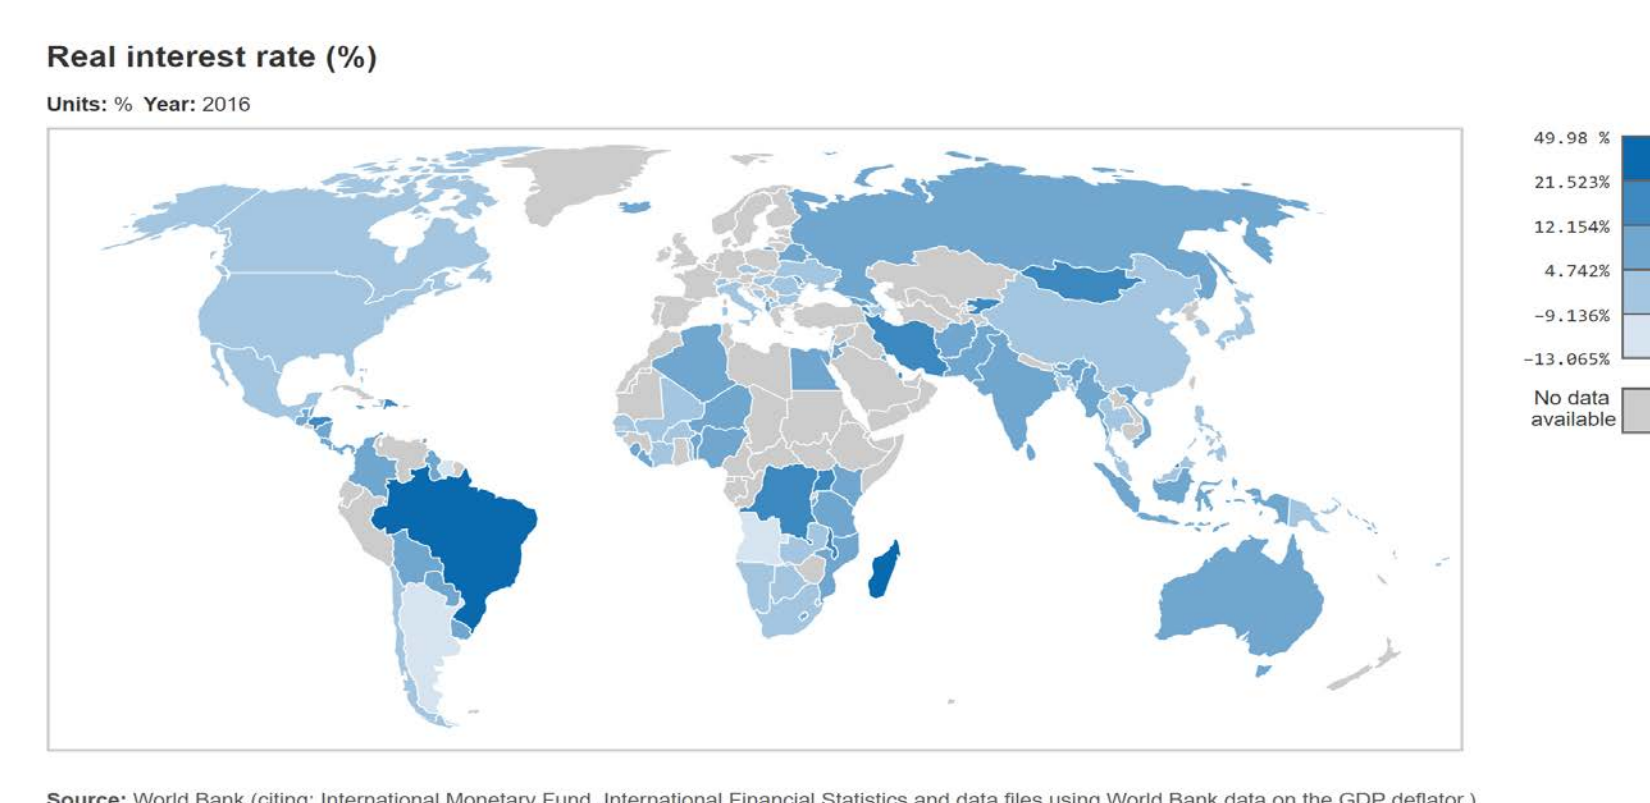 Real interest rate (%)
Units: % Year: 2016
49.98 %
21.523%
12.154%
4.742%
-9.136%
-13.065%
No data
available
Source: World Bank (citing: International Monetary Fund, International Financial Statistics and data files using World Bank data on the GDP deflator.)